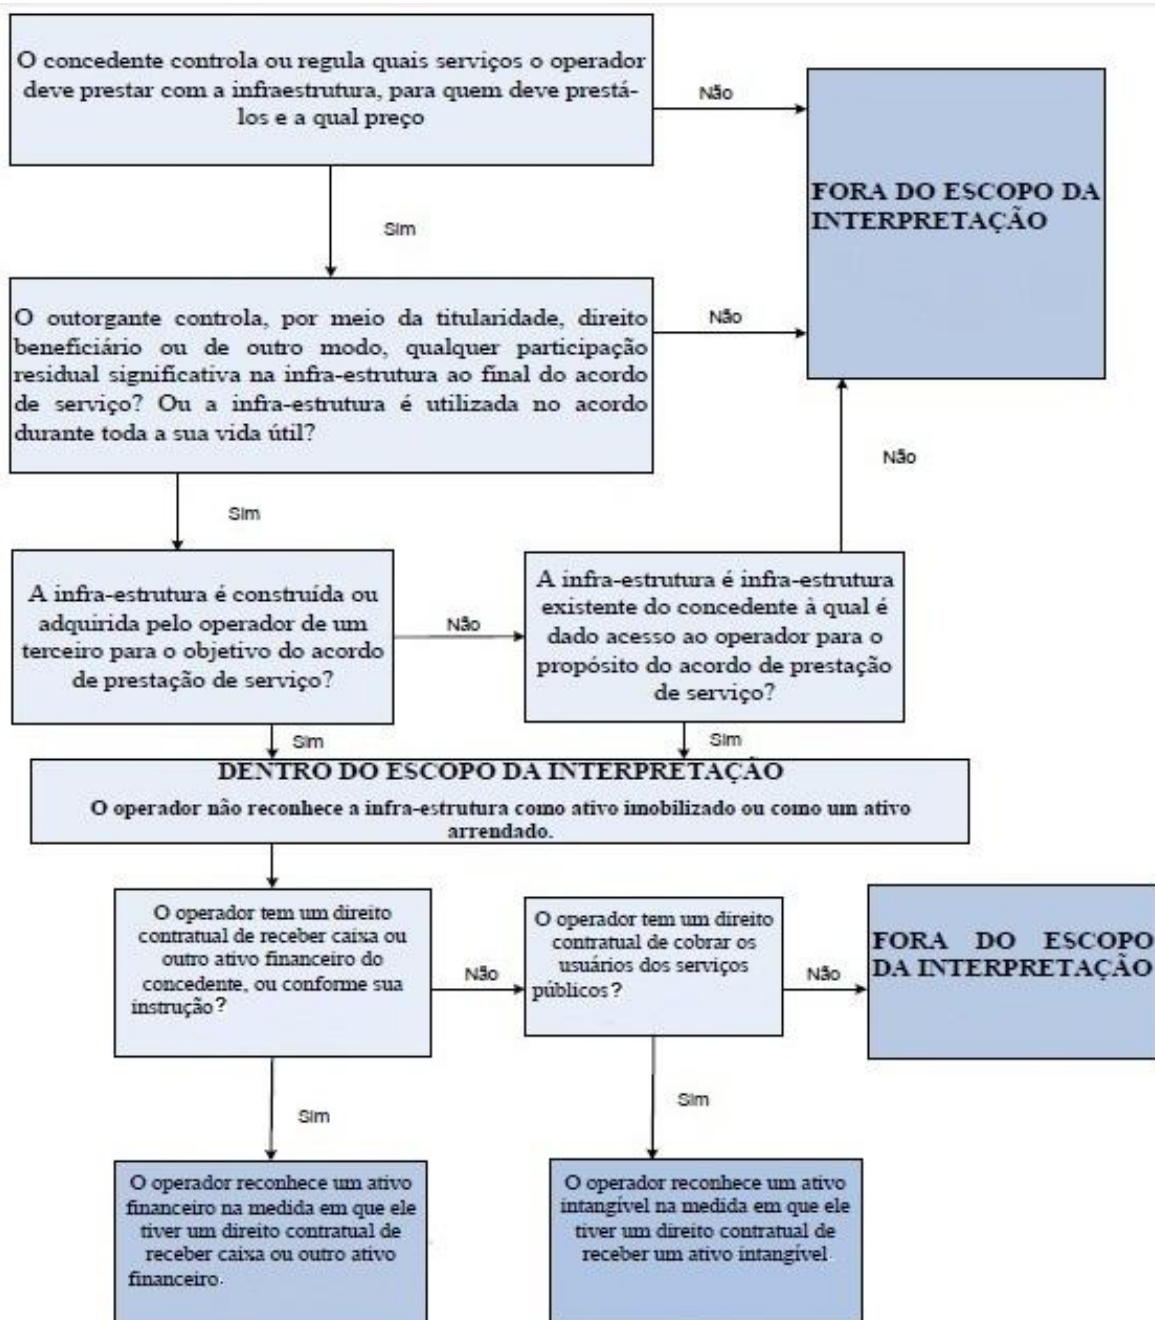 O concedente controla ou regula quais serviços o operador
deve prestar com a infraestrutura, para quem deve prestá-
los e a qual preço
Não
FORA DO ESCOPO DA
INTERPRETAÇÃO
Sim
O outorgante controla, por meio da titularidade, direito
beneficiário ou de outro modo, qualquer participação
residual significativa na infra-estrutura ao final do acordo
de serviço? Ou a infra-estrutura é utilizada no acordo
durante toda a sua vida útil?
Não
Não
Sim
A infra-estrutura é construída ou
adquirida pelo operador de um
terceiro para o objetivo do acordo
de prestação de serviço?
Não
A infra-estrutura é infra-estrutura
existente do concedente à qual é
dado acesso ao operador para o
propósito do acordo de prestação
de serviço?
Sim
Sim
DENTRO DO ESCOPO DA INTERPRETAÇÃO
O operador não reconhece a infra-estrutura como ativo imobilizado ou como um ativo
arrendado.
O operador tem um direito
contratual de receber caixa ou
outro ativo financeiro do
concedente, ou conforme sua
instrução?
Não
O operador tem um direito
contratual de cobrar os
usuários dos serviços
públicos?
Não
FORA DO ESCOPO
DA INTERPRETAÇÃO
Sim
Sim
O operador reconhece um ativo
financeiro na medida em que ele
tiver um direito contratual de
receber caixa ou outro ativo
financeiro.
O operador reconhece um ativo
intangível na medida em que ele
tiver um direito contratual de
receber um ativo intangível